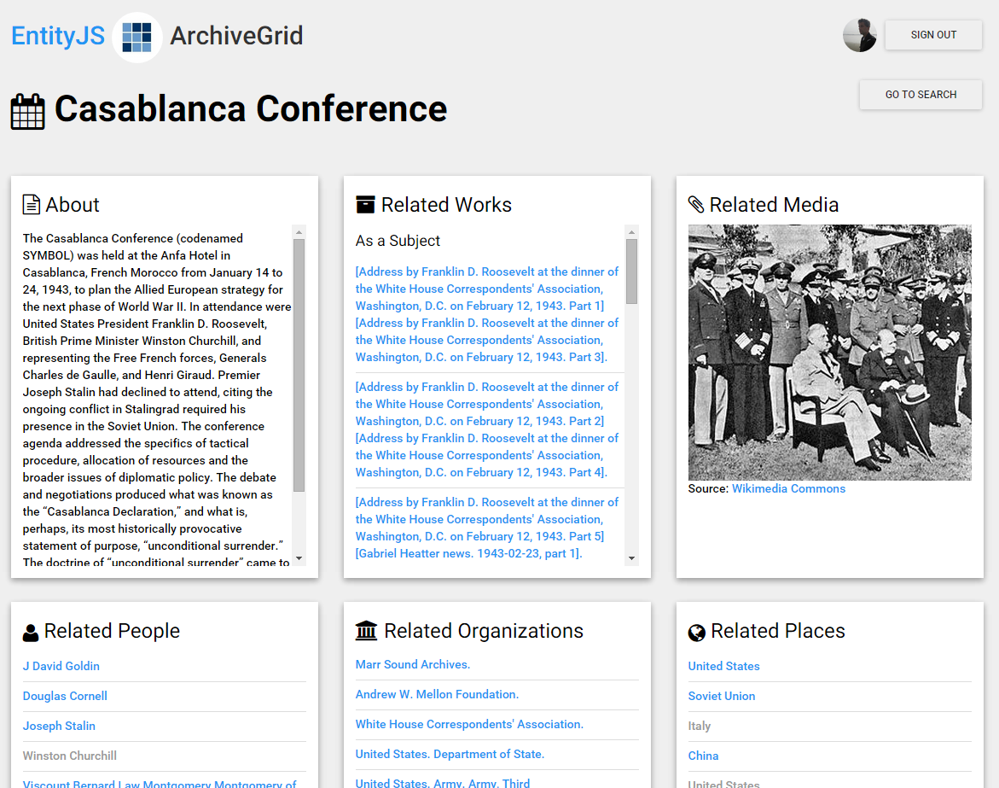 EntityJS ArchiveGrid
SIGN OUT
Casablanca Conference
GO TO SEARCH
About
The Casablanca Conference (codenamed
SYMBOL) was held at the Anfa Hotel in
Casablanca, French Morocco from January 14 to
24, 1943, to plan the Allied European strategy for
the next phase of World War II. In attendance were
United States President Franklin D. Roosevelt,
British Prime Minister Winston Churchill, and
representing the Free French forces, Generals
Charles de Gaulle, and Henri Giraud. Premier
Joseph Stalin had declined to attend, citing the
ongoing conflict in Stalingrad required his
presence in the Soviet Union. The conference
agenda addressed the specifics of tactical
procedure, allocation of resources and the
broader issues of diplomatic policy. The debate
and negotiations produced what was known as
the “Casablanca Declaration,” and what is,
perhaps, its most historically provocative
statement of purpose, “unconditional surrender.”
The doctrine of “unconditional surrender” came to
Related Works
As a Subject
[Address by Franklin D. Roosevelt at the dinner of
the White House Correspondents' Association,
Washington, D.C. on February 12, 1943. Part 1]
[Address by Franklin D. Roosevelt at the dinner of
the White House Correspondents' Association,
Washington, D.C. on February 12, 1943. Part 3].
[Address by Franklin D. Roosevelt at the dinner of
the White House Correspondents' Association,
Washington, D.C. on February 12, 1943. Part 2]
[Address by Franklin D. Roosevelt at the dinner of
the White House Correspondents' Association,
Washington, D.C. on February 12, 1943. Part 4].
[Address by Franklin D. Roosevelt at the dinner of
the White House Correspondents' Association,
Washington, D.C. on February 12, 1943. Part 5]
[Gabriel Heatter news. 1943-02-23, part 1].
Related Media
Source: Wikimedia Commons
Related People
J David Goldin
Douglas Cornell
Joseph Stalin
Winston Churchill
Viscount Bernard Law Montgomery Montgomery of
Related Organizations
Marr Sound Archives.
Andrew W. Mellon Foundation.
White House Correspondents' Association.
United States. Department of State.
United States. Army. Army, Third
Related Places
United States
Soviet Union
Italy
China
United States